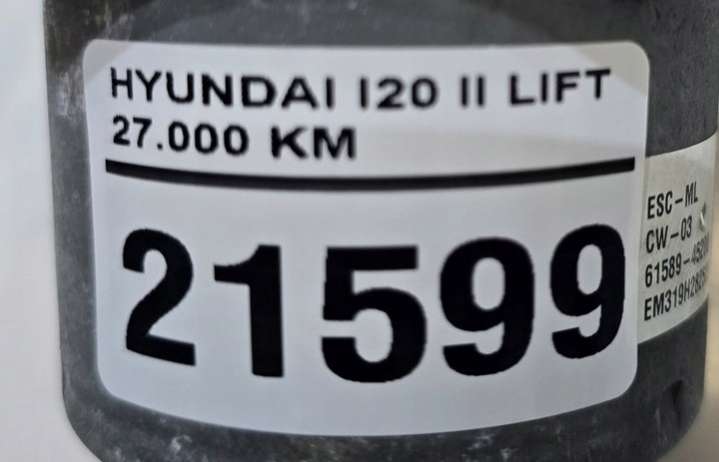 HYUNDAI I20 II LIFT
27.000 KM
21599
ESC-ML
CW-03